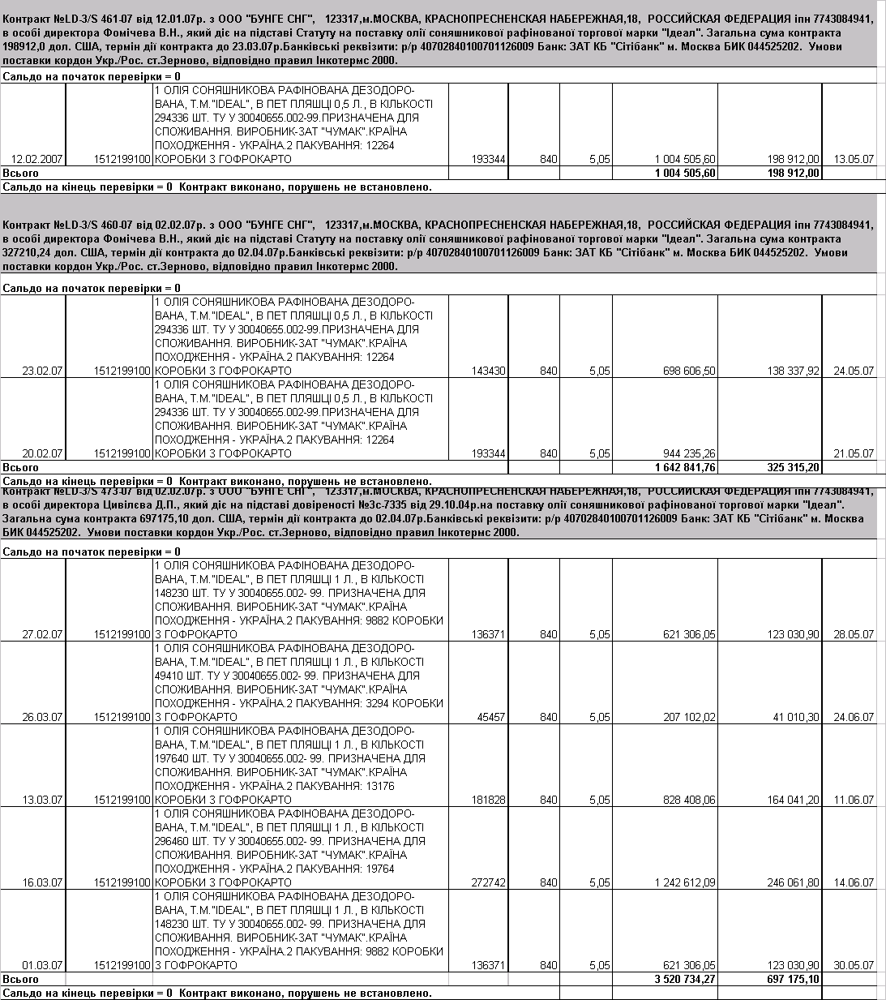 Контракт №LD-3/S 461-07 від 12.01.07р. з ООО "БУНГЕ СНГ", 123317,м.МОСКВА, КРАСНОПРЕСНЕНСКАЯ НАБЕРЕЖНАЯ,18, РОССИЙСКАЯ ФЕДЕРАЦИЯ іпн 7743084941,
в особі директора Фомічева В.Н., який діє на підставі Статуту на поставку олії соняшникової рафінованої торгової марки "Ідеал". Загальна сума контракта
198912,0 дол. США, термін дії контракта до 23.03.07р.Банківські реквізити: р/р 40702840100701126009 Банк: ЗАТ КБ "Сітібанк" м. Москва БИК 044525202. Умови
поставки кордон Укр./Рос. ст.Зерново, відповідно правил Інкотермс 2000.
Сальдо на початок перевірки = 0
1 ОЛІЯ СОНЯШНИКОВА РАФІНОВАНА ДЕЗОДОРО-
ВАНА, Т.М."IDEAL", В ПЕТ ПЛЯШЦІ 0,5 Л., В КІЛЬКОСТІ
294336 ШТ. ТУ У 30040655.002-99.ПРИЗНАЧЕНА ДЛЯ
СПОЖИВАННЯ. ВИРОБНИК-ЗАТ "ЧУМАК".КРАЇНА
ПОХОДЖЕННЯ - УКРАЇНА.2 ПАКУВАННЯ: 12264
12.02.2007 1512199100 КОРОБКИ З ГОФРОКАРТО 193344 840 5,05 1 004 505,60 198 912,00 13.05.07
Всього 1 004 505,60 198 912,00
Сальдо на кінець перевірки = 0 Контракт виконано, порушень не встановлено.
Контракт №LD-3/S 460-07 від 02.02.07р. з ООО "БУНГЕ СНГ", 123317,м.МОСКВА, КРАСНОПРЕСНЕНСКАЯ НАБЕРЕЖНАЯ,18, РОССИЙСКАЯ ФЕДЕРАЦИЯ іпн 7743084941,
в особі директора Фомічева В.Н., який діє на підставі Статуту на поставку олії соняшникової рафінованої торгової марки "Ідеал". Загальна сума контракта
327210,24 дол. США, термін дії контракта до 02.04.07р.Банківські реквізити: р/р 40702840100701126009 Банк: ЗАТ КБ "Сітібанк" м. Москва БИК 044525202. Умови
поставки кордон Укр./Рос. ст.Зерново, відповідно правил Інкотермс 2000.
Сальдо на початок перевірки = 0
1 ОЛІЯ СОНЯШНИКОВА РАФІНОВАНА ДЕЗОДОРО-
ВАНА, Т.М."IDEAL", В ПЕТ ПЛЯШЦІ 0,5 Л., В КІЛЬКОСТІ
294336 ШТ. ТУ У 30040655.002-99.ПРИЗНАЧЕНА ДЛЯ
СПОЖИВАННЯ. ВИРОБНИК-ЗАТ "ЧУМАК".КРАЇНА
ПОХОДЖЕННЯ - УКРАЇНА.2 ПАКУВАННЯ: 12264
23.02.07 1512199100 КОРОБКИ З ГОФРОКАРТО 143430 840 5,05 698 606,50 138 337,92 24.05.07
1 ОЛІЯ СОНЯШНИКОВА РАФІНОВАНА ДЕЗОДОРО-
ВАНА, Т.М."IDEAL", В ПЕТ ПЛЯШЦІ 0,5 Л., В КІЛЬКОСТІ
294336 ШТ. ТУ У 30040655.002-99.ПРИЗНАЧЕНА ДЛЯ
СПОЖИВАННЯ. ВИРОБНИК-ЗАТ "ЧУМАК".КРАЇНА
ПОХОДЖЕННЯ - УКРАЇНА.2 ПАКУВАННЯ: 12264
20.02.07 1512199100 КОРОБКИ З ГОФРОКАРТО 193344 840 5,05 944 235,26 21.05.07
Всього 1 642 841,76 325 315,20
Сальдо на кінець перевірки = 0 Контракт виконано, порушень не встановлено.
Контракт №LD-3/S 473-07 від 02.02.07р. з ООО "БУНГЕ СНГ", 123317,м.МОСКВА, КРАСНОПРЕСНЕНСКАЯ НАБЕРЕЖНАЯ,18, РОССИЙСКАЯ ФЕДЕРАЦИЯ іпн 7743084941,
в особі директора Цивілєва Д.П., який діє на підставі довіреності №3с-7335 від 29.10.04р.на поставку олії соняшникової рафінованої торгової марки "Ідеал".
Загальна сума контракта 697175,10 дол. США, термін дії контракта до 02.04.07р.Банківські реквізити: р/р 40702840100701126009 Банк: ЗАТ КБ "Сітібанк" м. Москва
БИК 044525202. Умови поставки кордон Укр./Рос. ст.Зерново, відповідно правил Інкотермс 2000.
Сальдо на початок перевірки = 0
1 ОЛІЯ СОНЯШНИКОВА РАФІНОВАНА ДЕЗОДОРО-
ВАНА, Т.М."IDEAL", В ПЕТ ПЛЯШЦІ 1 Л., В КІЛЬКОСТІ
148230 ШТ. ТУ У 30040655.002- 99. ПРИЗНАЧЕНА ДЛЯ
СПОЖИВАННЯ. ВИРОБНИК-ЗАТ "ЧУМАК".КРАЇНА
ПОХОДЖЕННЯ - УКРАЇНА.2 ПАКУВАННЯ: 9882 КОРОБКИ
27.02.07 1512199100 З ГОФРОКАРТО 136371 840 5,05 621 306,05 123 030,90 28.05.07
1 ОЛІЯ СОНЯШНИКОВА РАФІНОВАНА ДЕЗОДОРО-
ВАНА, Т.М."IDEAL", В ПЕТ ПЛЯШЦІ 1 Л., В КІЛЬКОСТІ
49410 ШТ. ТУ У 30040655.002- 99. ПРИЗНАЧЕНА ДЛЯ
СПОЖИВАННЯ. ВИРОБНИК-ЗАТ "ЧУМАК".КРАЇНА
ПОХОДЖЕННЯ - УКРАЇНА.2 ПАКУВАННЯ: 3294 КОРОБКИ
26.03.07 1512199100 З ГОФРОКАРТО 45457 840 5,05 207 102,02 41 010,30 24.06.07
1 ОЛІЯ СОНЯШНИКОВА РАФІНОВАНА ДЕЗОДОРО-
ВАНА, Т.М."IDEAL", В ПЕТ ПЛЯШЦІ 1 Л., В КІЛЬКОСТІ
197640 ШТ. ТУ У 30040655.002- 99. ПРИЗНАЧЕНА ДЛЯ
СПОЖИВАННЯ. ВИРОБНИК-ЗАТ "ЧУМАК".КРАЇНА
ПОХОДЖЕННЯ - УКРАЇНА.2 ПАКУВАННЯ: 13176
13.03.07 1512199100 КОРОБКИ З ГОФРОКАРТО 181828 840 5,05 828 408,06 164 041,20 11.06.07
1 ОЛІЯ СОНЯШНИКОВА РАФІНОВАНА ДЕЗОДОРО-
ВАНА, Т.М."IDEAL", В ПЕТ ПЛЯШЦІ 1 Л., В КІЛЬКОСТІ
296460 ШТ. ТУ У 30040655.002- 99. ПРИЗНАЧЕНА ДЛЯ
СПОЖИВАННЯ. ВИРОБНИК-ЗАТ "ЧУМАК".КРАЇНА
ПОХОДЖЕННЯ - УКРАЇНА.2 ПАКУВАННЯ: 19764
16.03.07 1512199100 КОРОБКИ З ГОФРОКАРТО 272742 840 5,05 1 242 612,09 246 061,80 14.06.07
1 ОЛІЯ СОНЯШНИКОВА РАФІНОВАНА ДЕЗОДОРО-
ВАНА, Т.М."IDEAL", В ПЕТ ПЛЯШЦІ 1 Л., В КІЛЬКОСТІ
148230 ШТ. ТУ У 30040655.002- 99. ПРИЗНАЧЕНА ДЛЯ
СПОЖИВАННЯ. ВИРОБНИК-ЗАТ "ЧУМАК".КРАЇНА
ПОХОДЖЕННЯ - УКРАЇНА.2 ПАКУВАННЯ: 9882 КОРОБКИ
01.03.07 1512199100 З ГОФРОКАРТО 136371 840 5,05 621 306,05 123 030,90 30.05.07
Всього 3 520 734,27 697 175,10
Сальдо на кінець перевірки = 0 Контракт виконано, порушень не встановлено.